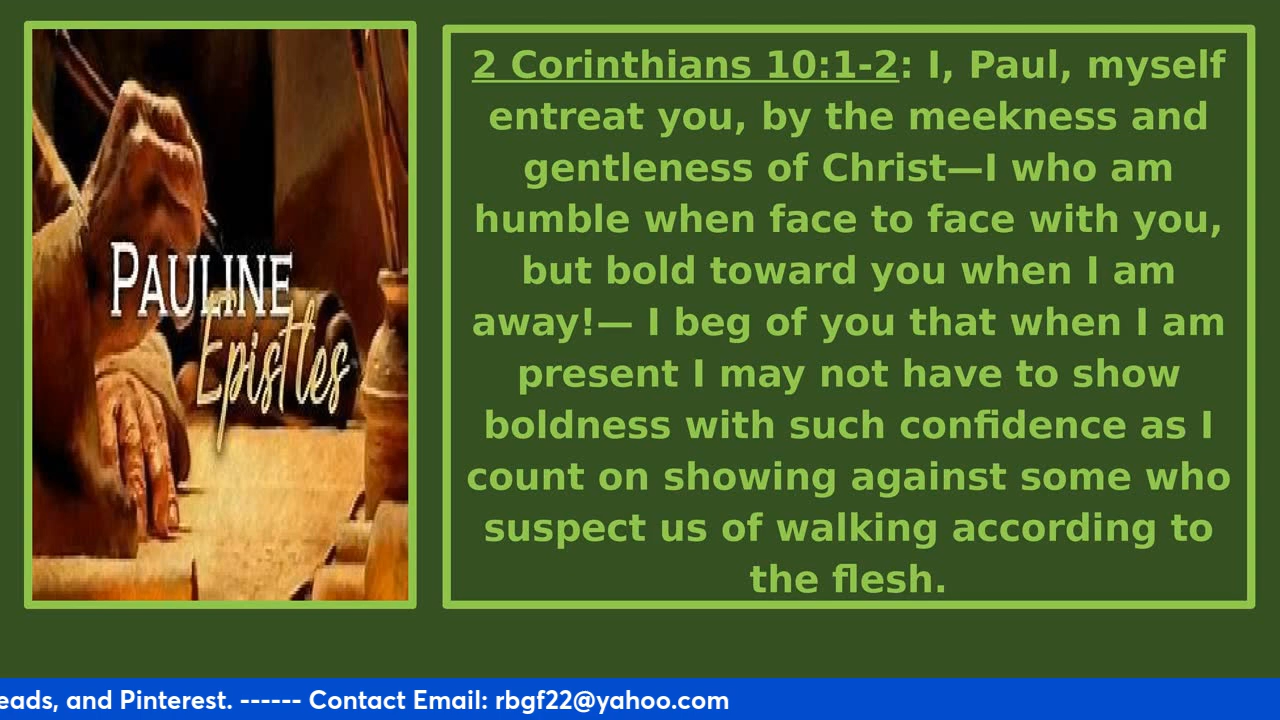 PAULINE
Epistles
2 Corinthians 10:1-2: I, Paul, myself
entreat you, by the meekness and
gentleness of Christ—I who am
humble when face to face with you,
but bold toward you when I am
away!— I beg of you that when I am
present I may not have to show
boldness with such confidence as I
count on showing against some who
suspect us of walking according to
the flesh.
eads, and Pinterest. ------ Contact Email: rbgf22@yahoo.com